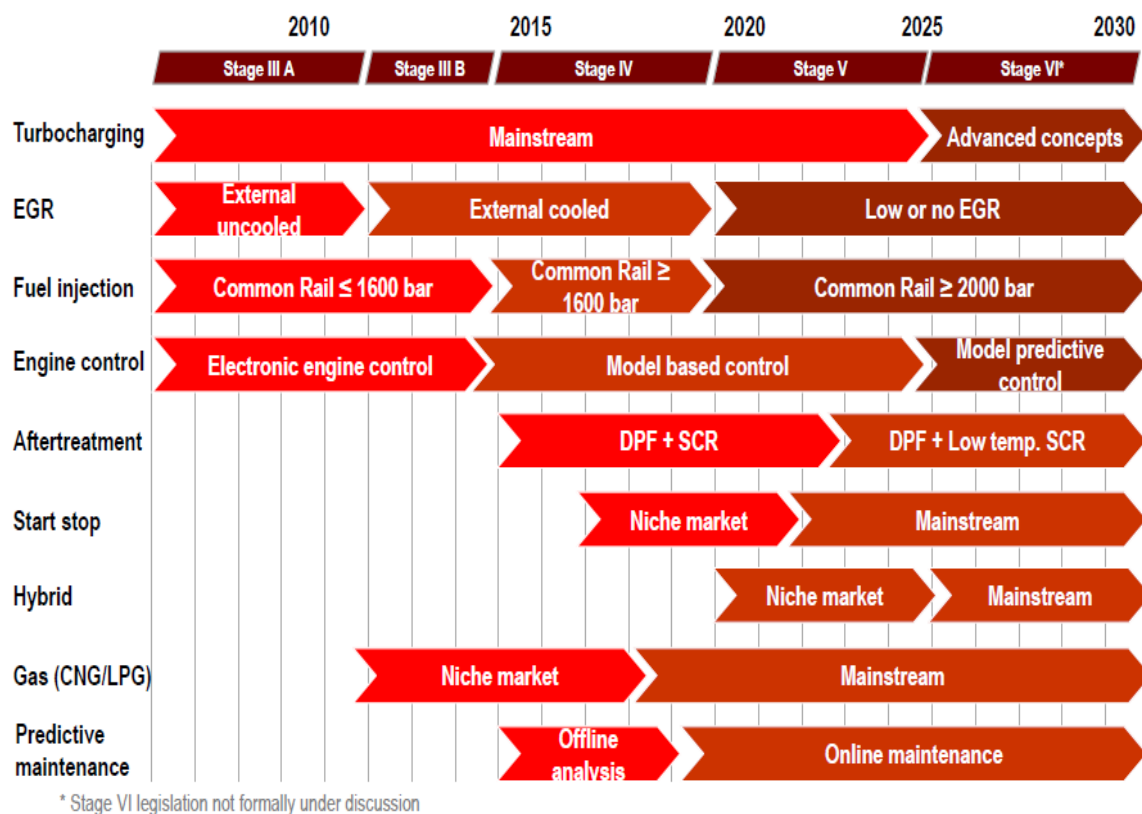 2010 2015 2020 2025 2030
Stage III A Stage III B Stage IV Stage V Stage VI*
Turbocharging Mainstream Advanced concepts
EGR External
uncooled External cooled Low or no EGR
Fuel injection Common Rail ≤ 1600 bar Common Rail ≥
1600 bar Common Rail ≥ 2000 bar
Engine control Electronic engine control Model based control Model predictive
control
Aftertreatment DPF + SCR DPF + Low temp. SCR
Start stop Niche market Mainstream
Hybrid Niche market Mainstream
Gas (CNG/LPG) Niche market Mainstream
Predictive
maintenance Offline
analysis Online maintenance
* Stage VI legislation not formally under discussion